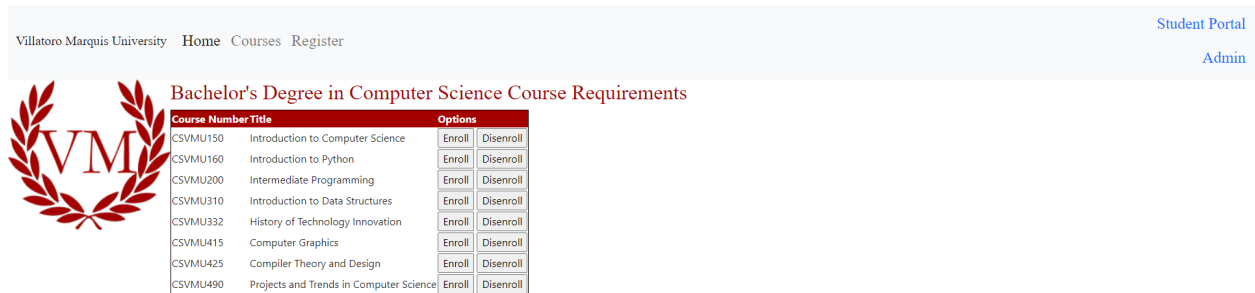 Student Portal
Villatoro Marquis University Home Courses Register
Admin
VM
Bachelor's Degree in Computer Science Course Requirements
Course Number Title Options
CSVMU150 Introduction to Computer Science Enroll Disenroll
CSVMU160 Introduction to Python Enroll Disenroll
CSVMU200 Intermediate Programming Enroll Disenroll
CSVMU310 Introduction to Data Structures Enroll Disenroll
CSVMU332 History of Technology Innovation Enroll Disenroll
CSVMU415 Computer Graphics Enroll Disenroll
CSVMU425 Compiler Theory and Design Enroll Disenroll
CSVMU490 Projects and Trends in Computer Science Enroll Disenroll